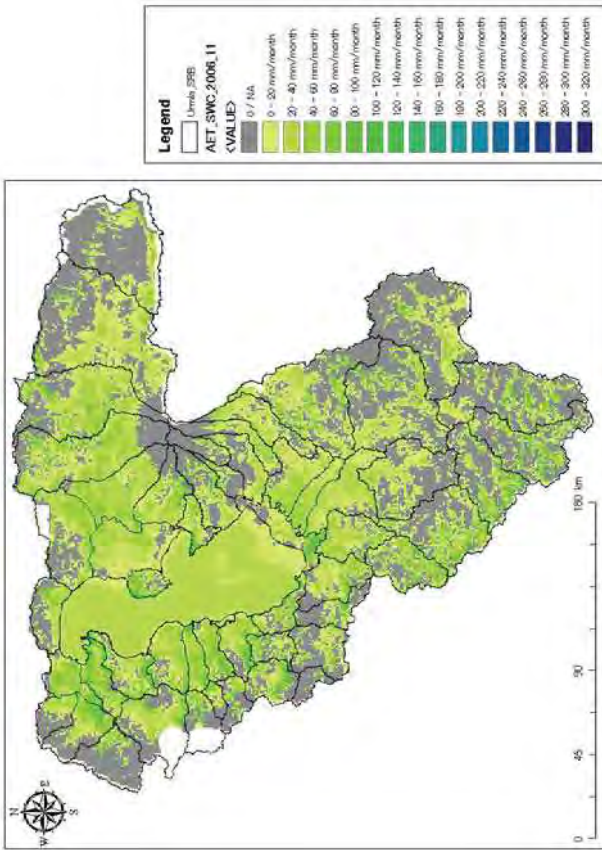 Legend
Urmia_SRB
AET_SWC_2006_11
<VALUE>
0 / NA
0 - 20 mm/month
20 - 40 mm/month
40 - 60 mm/month
60 - 80 mm/month
80 - 100 mm/month
100 - 120 mm/month
120 - 140 mm/month
140 - 160 mm/month
160 - 180 mm/month
180 - 200 mm/month
200 - 220 mm/month
220 - 240 mm/month
240 - 260 mm/month
260 - 280 mm/month
280 - 300 mm/month
300 - 320 mm/month
N
W E
S
0 45 90 180 km